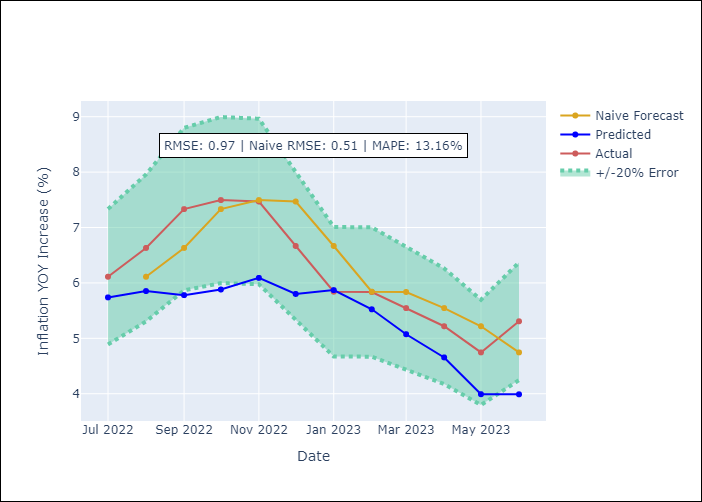 RMSE: 0.97 | Naive RMSE: 0.51 | MAPE: 13.16%
Naive Forecast
Predicted
Actual
+/-20% Error
Inflation YOY Increase (%)
9
8
7
6
5
4
Jul 2022
Sep 2022
Nov 2022
Jan 2023
Mar 2023
May 2023
Date